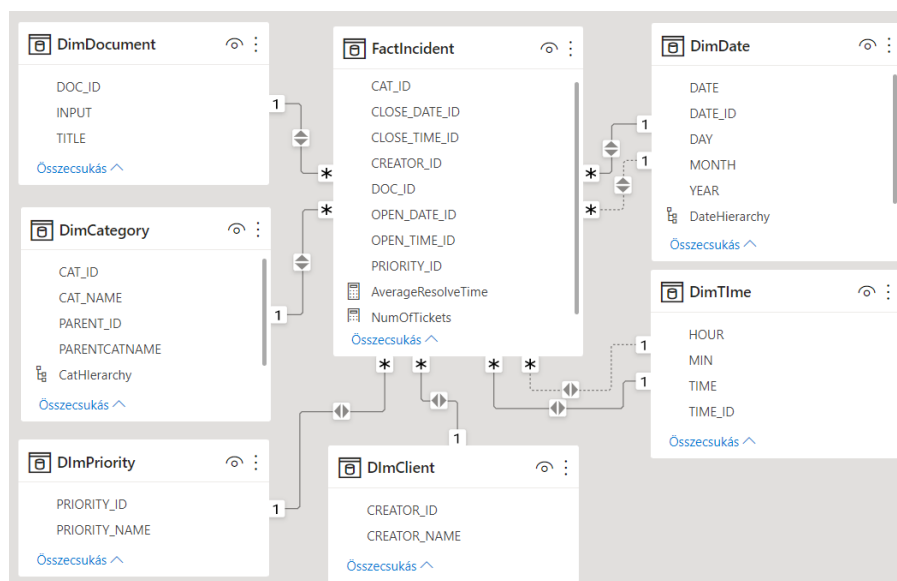 DimDocument
DOC_ID
INPUT
TITLE
Összecsukás
DimCategory
CAT_ID
CAT_NAME
PARENT_ID
PARENTCATNAME
CatHIerarchy
Összecsukás
DImPriority
PRIORITY_ID
PRIORITY_NAME
Összecsukás
FactIncident
CAT_ID
CLOSE_DATE_ID
CLOSE_TIME_ID
CREATOR_ID
DOC_ID
OPEN_DATE_ID
OPEN_TIME_ID
PRIORITY_ID
AverageResolveTime
NumOfTickets
Összecsukás
DImClient
CREATOR_ID
CREATOR_NAME
Összecsukás
DimDate
DATE
DATE_ID
DAY
MONTH
YEAR
DateHierarchy
Összecsukás
DimTIme
HOUR
MIN
TIME
TIME_ID
Összecsukás
1
*
1
*
1
*
1
*
1
*
1
*
1
*
1
*